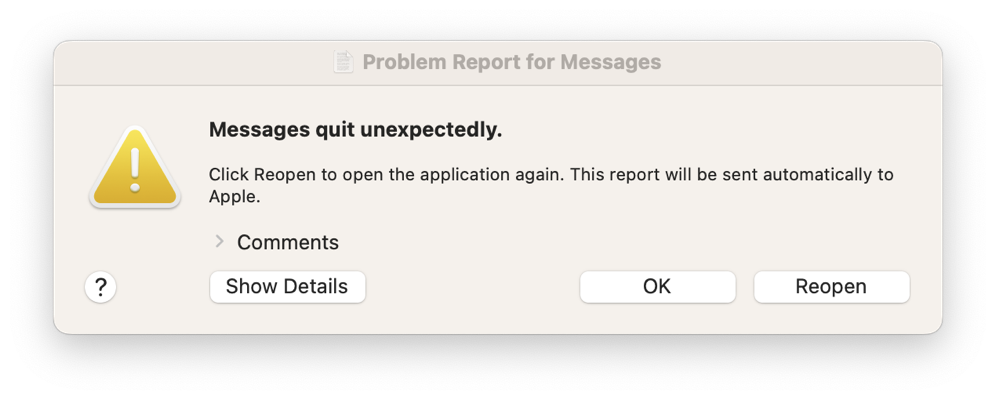 Problem Report for Messages
Messages quit unexpectedly.
Click Reopen to open the application again. This report will be sent automatically to
Apple.
Comments
? Show Details OK Reopen